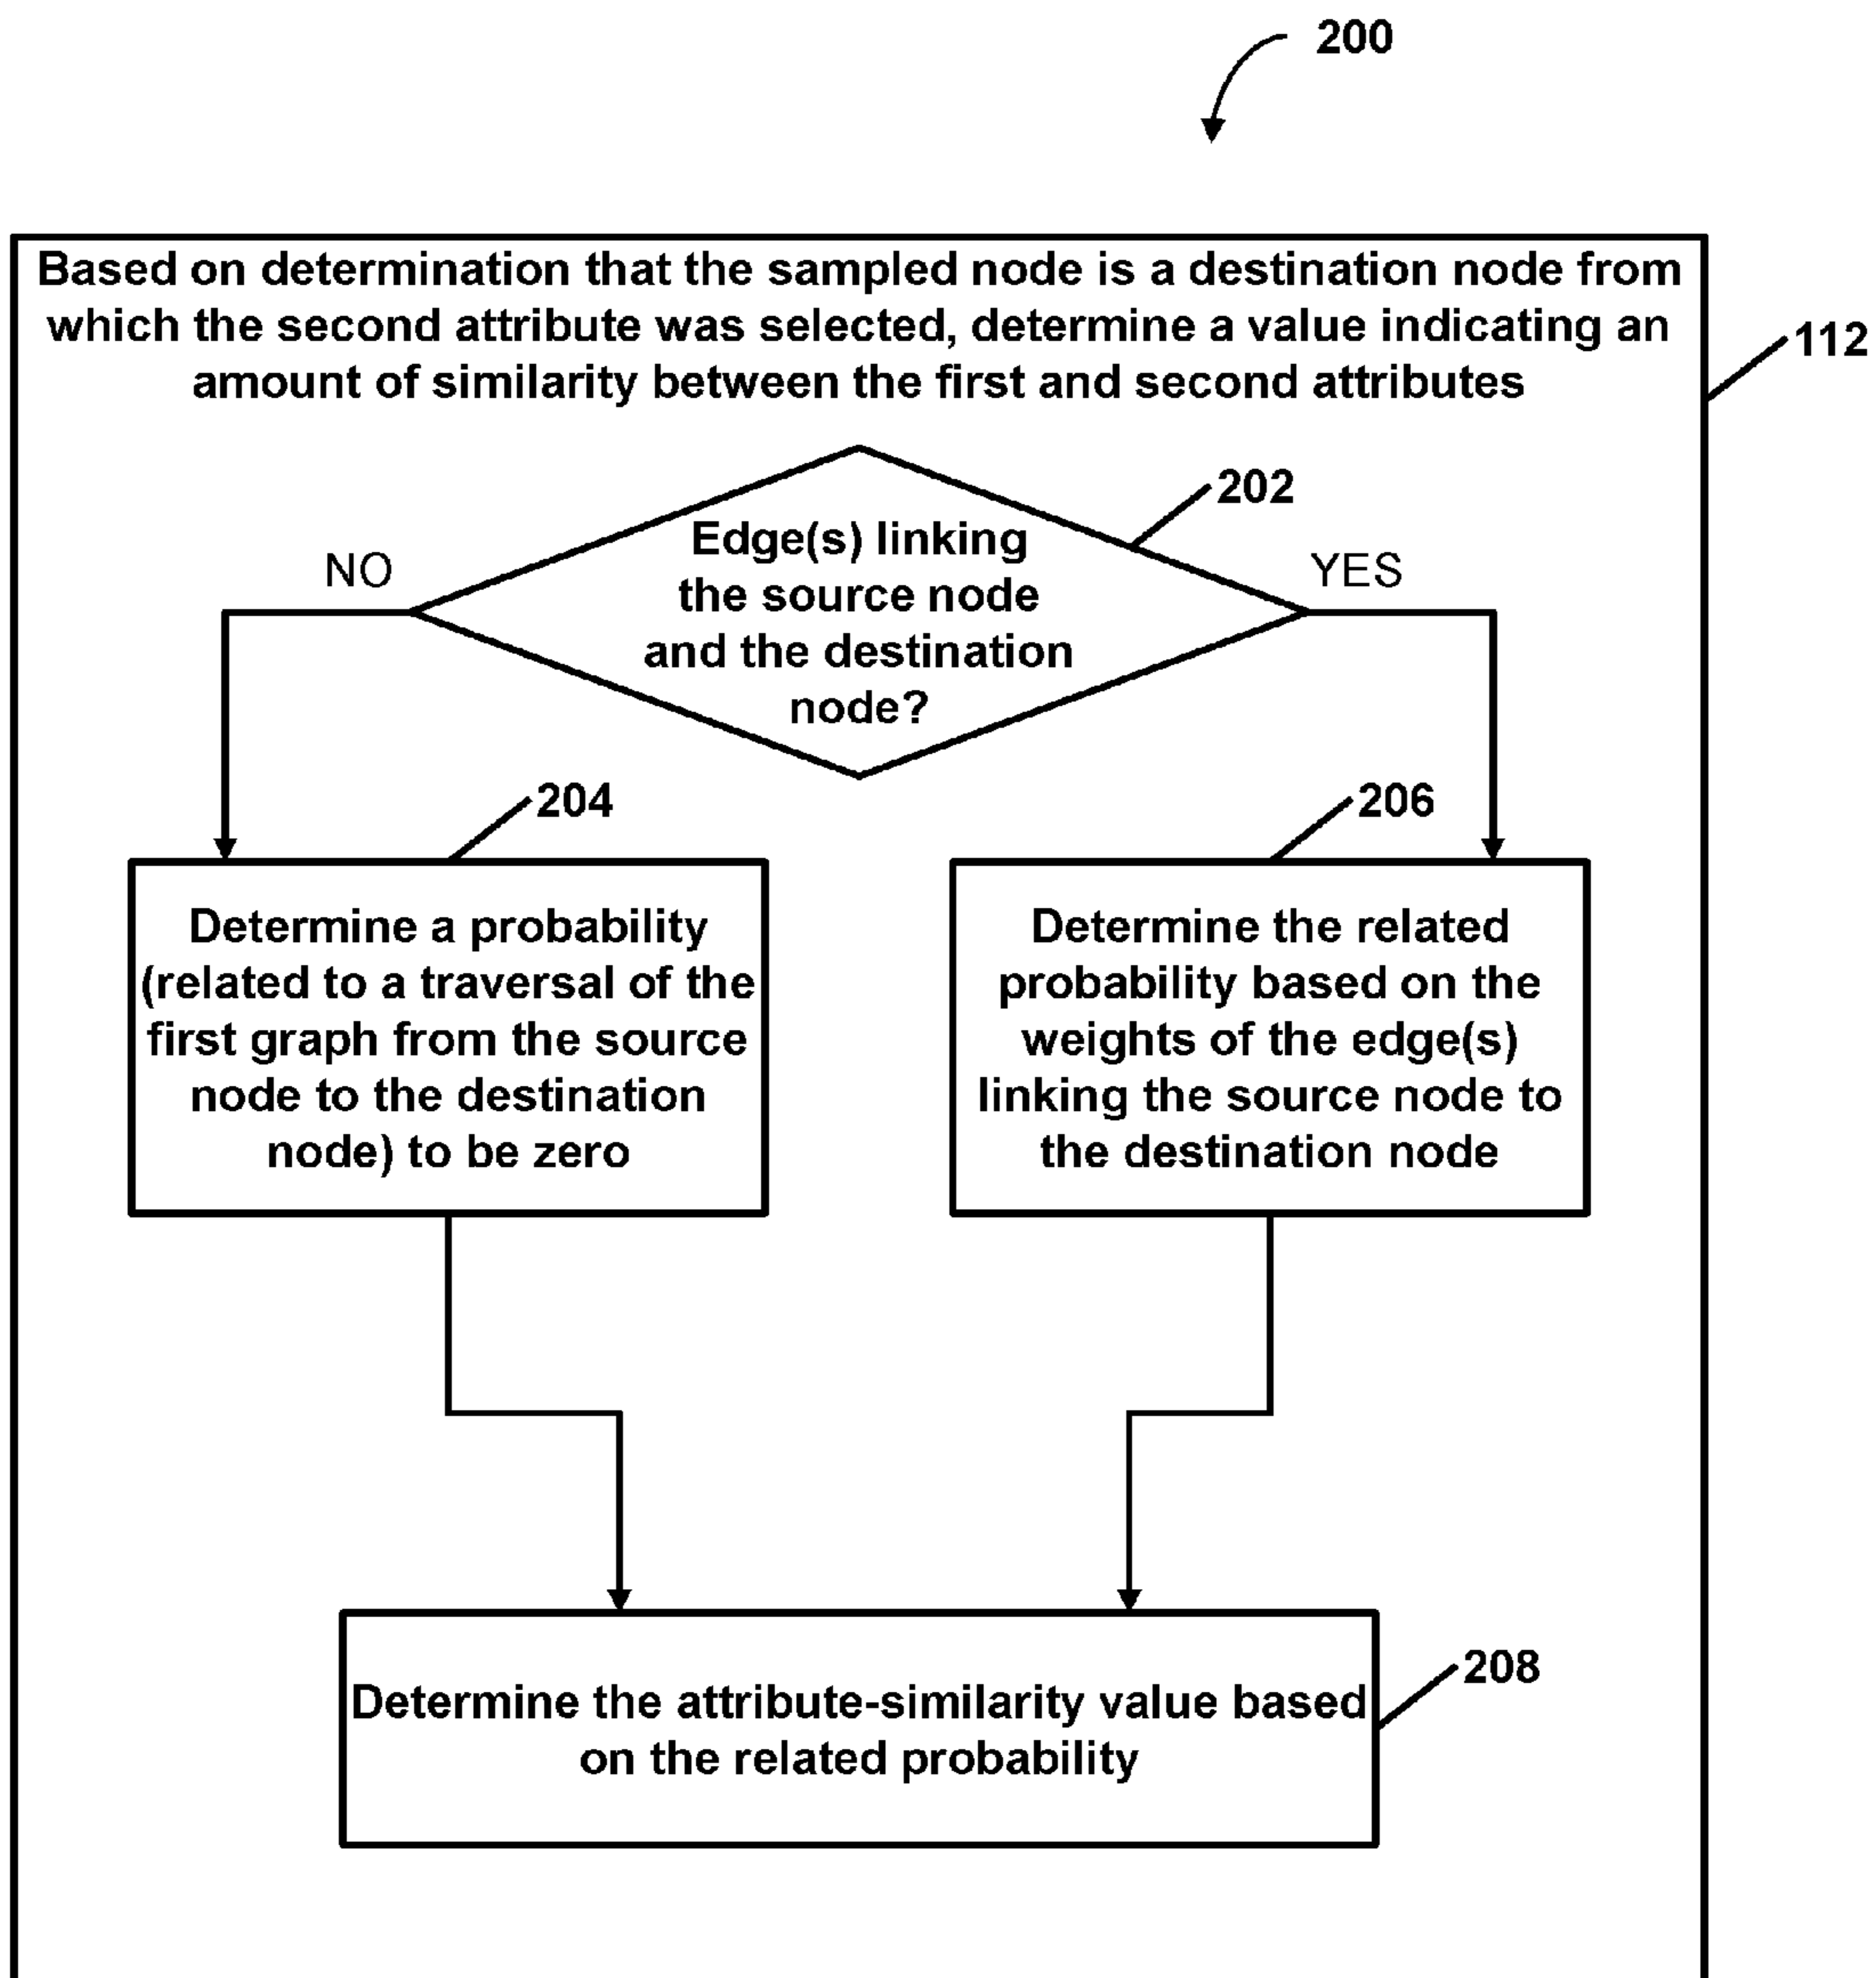 200
Based on determination that the sampled node is a destination node from
which the second attribute was selected, determine a value indicating an
amount of similarity between the first and second attributes
112
202
Edge(s) linking
the source node
and the destination
node?
NO
YES
204
Determine a probability
(related to a traversal of the
first graph from the source
node to the destination
node) to be zero
206
Determine the related
probability based on the
weights of the edge(s)
linking the source node to
the destination node
208
Determine the attribute-similarity value based
on the related probability